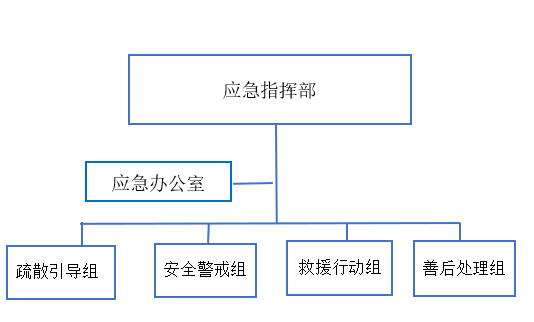 应急指挥部
应急办公室
疏散引导组
安全警戒组
救援行动组
善后处理组